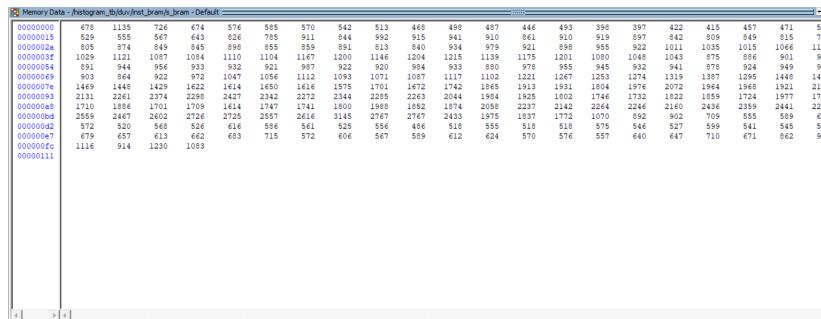 Memory Data - /histogram_tb/duv/inst_bram/s_bram - Default
00000000 678 1135 726 674 576 585 570 542 513 468 498 487 446 493 398 397 422 415 457 471 5
00000015 529 555 567 643 826 785 911 844 992 915 941 910 861 910 919 897 842 809 849 815 7
0000002a 805 874 849 845 898 855 859 891 813 840 934 979 921 898 955 922 1011 1035 1015 1066 11
0000003f 1029 1121 1087 1084 1110 1104 1167 1200 1146 1204 1215 1139 1175 1201 1080 1048 1043 875 886 901 9
00000054 891 944 956 933 932 921 987 922 920 984 933 880 978 955 945 932 941 878 924 949 9
00000069 903 864 922 972 1047 1056 1112 1093 1071 1087 1117 1102 1221 1267 1253 1274 1319 1387 1295 1448 14
0000007e 1469 1448 1429 1622 1614 1650 1616 1575 1701 1672 1742 1865 1913 1931 1804 1976 2072 1964 1968 1921 21
00000093 2131 2261 2374 2298 2427 2342 2272 2344 2285 2263 2044 1984 1925 1802 1746 1732 1822 1859 1724 1977 17
000000a8 1710 1886 1701 1709 1614 1747 1741 1800 1988 1852 1874 2058 2237 2142 2264 2246 2160 2436 2359 2441 22
000000bd 2559 2467 2602 2726 2725 2557 2616 3145 2767 2767 2433 1975 1837 1772 1070 892 902 709 555 589 6
000000d2 572 520 568 526 616 586 561 525 556 486 518 555 518 518 575 546 527 599 541 545 5
000000e7 679 657 613 662 683 715 572 606 567 589 612 624 570 576 557 640 647 710 671 862 9
000000fc 1116 914 1230 1083
00000111